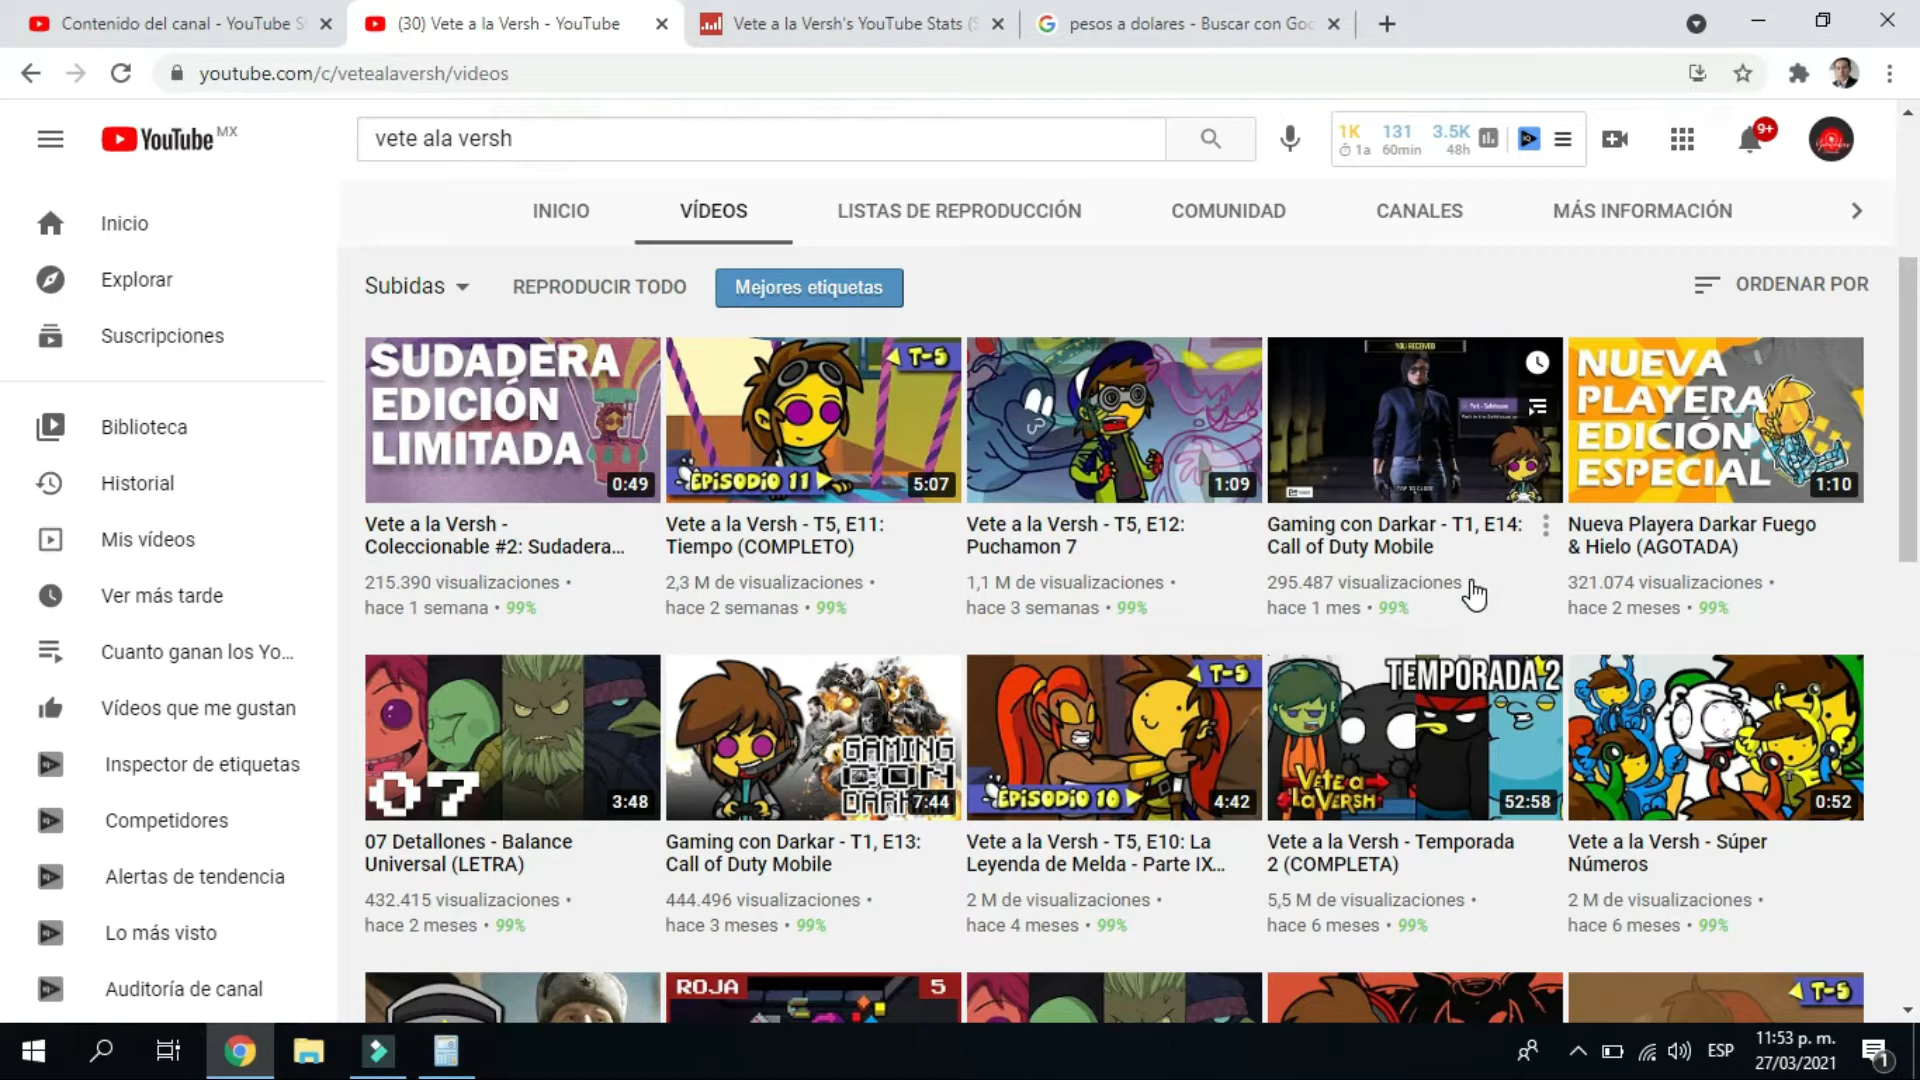 Contenido del canal - YouTube S
(30) Vete a la Versh - YouTube
Vete a la Versh's YouTube Stats (S
pesos a dolares - Buscar con Goo
youtube.com/c/vetealaversh/videos
YouTube MX
vete ala versh
1K 131 3.5K
1a 60min 48h
9+
INICIO
VÍDEOS
LISTAS DE REPRODUCCIÓN
COMUNIDAD
CANALES
MÁS INFORMACIÓN
Inicio
Explorar
Suscripciones
Biblioteca
Historial
Mis vídeos
Ver más tarde
Cuanto ganan los Yo...
Vídeos que me gustan
Inspector de etiquetas
Competidores
Alertas de tendencia
Lo más visto
Auditoría de canal
Subidas
REPRODUCIR TODO
Mejores etiquetas
ORDENAR POR
SUDADERA
EDICIÓN
LIMITADA
0:49
T-5
EPISODIO 11
5:07
1:09
YOU RECEIVED
TAP TO CLOSE
NUEVA
PLAYERA
EDICIÓN
ESPECIAL
1:10
Vete a la Versh -
Coleccionable #2: Sudadera...
215.390 visualizaciones •
hace 1 semana • 99%
Vete a la Versh - T5, E11:
Tiempo (COMPLETO)
2,3 M de visualizaciones •
hace 2 semanas • 99%
Vete a la Versh - T5, E12:
Puchamon 7
1,1 M de visualizaciones •
hace 3 semanas • 99%
Gaming con Darkar - T1, E14:
Call of Duty Mobile
295.487 visualizaciones
hace 1 mes • 99%
Nueva Playera Darkar Fuego
& Hielo (AGOTADA)
321.074 visualizaciones •
hace 2 meses • 99%
07
3:48
GAMING
CON
DARK
7:44
T-5
EPISODIO 10
4:42
TEMPORADA 2
VETE A
LA VERSH
52:58
0:52
07 Detallones - Balance
Universal (LETRA)
432.415 visualizaciones •
hace 2 meses • 99%
Gaming con Darkar - T1, E13:
Call of Duty Mobile
444.496 visualizaciones •
hace 3 meses • 99%
Vete a la Versh - T5, E10: La
Leyenda de Melda - Parte IX...
2 M de visualizaciones •
hace 4 meses • 99%
Vete a la Versh - Temporada
2 (COMPLETA)
5,5 M de visualizaciones •
hace 6 meses • 99%
Vete a la Versh - Súper
Números
2 M de visualizaciones •
hace 6 meses • 99%
ROJA 5
T-5
ESP
11:53 p. m.
27/03/2021
1